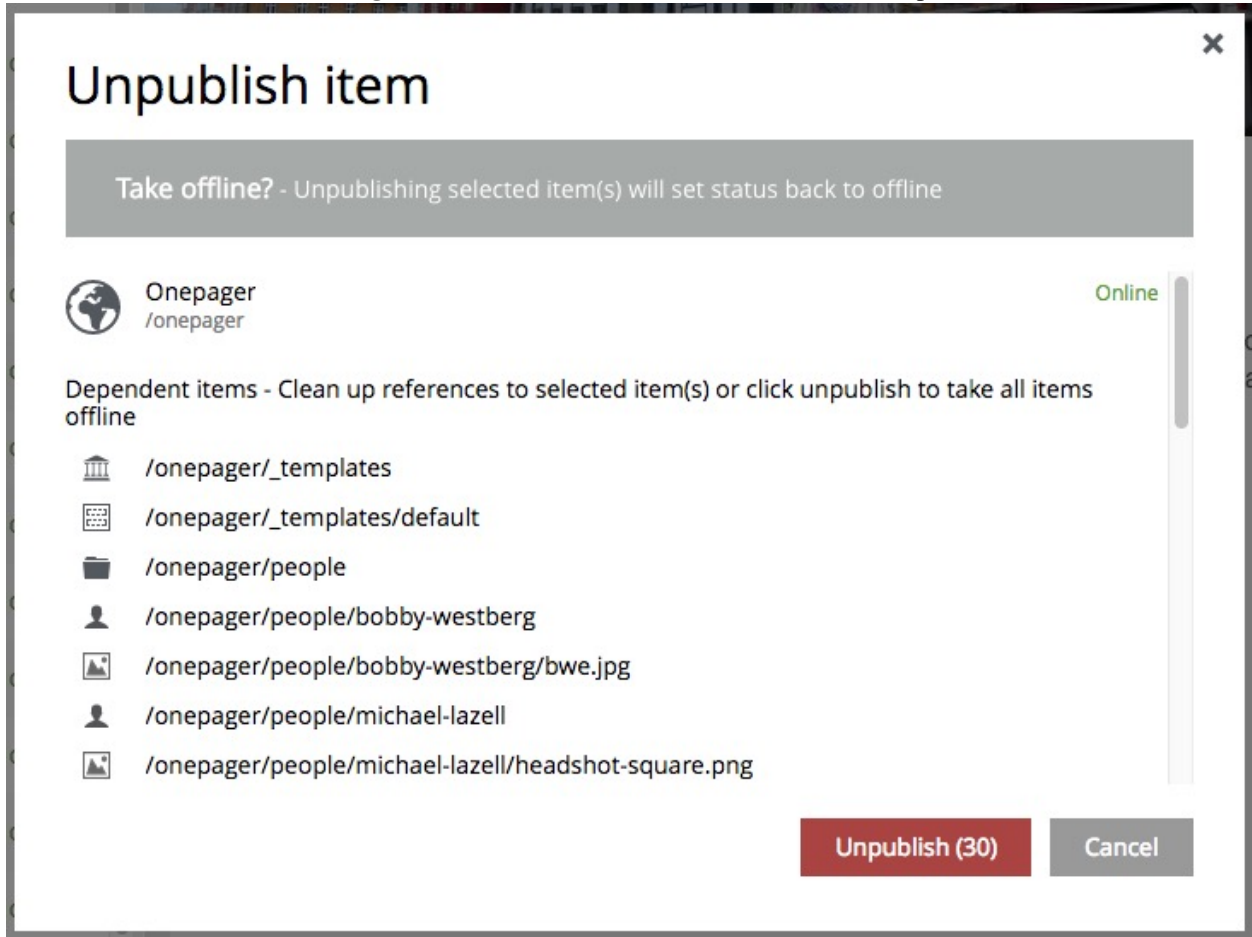 Unpublish item
Take offline? - Unpublishing selected item(s) will set status back to offline
Onepager
Online
/onepager
Dependent items - Clean up references to selected item(s) or click unpublish to take all items
offline
/onepager/_templates
/onepager/_templates/default
/onepager/people
/onepager/people/bobby-westberg
/onepager/people/bobby-westberg/bwe.jpg
/onepager/people/michael-lazell
/onepager/people/michael-lazell/headshot-square.png
Unpublish (30)
Cancel